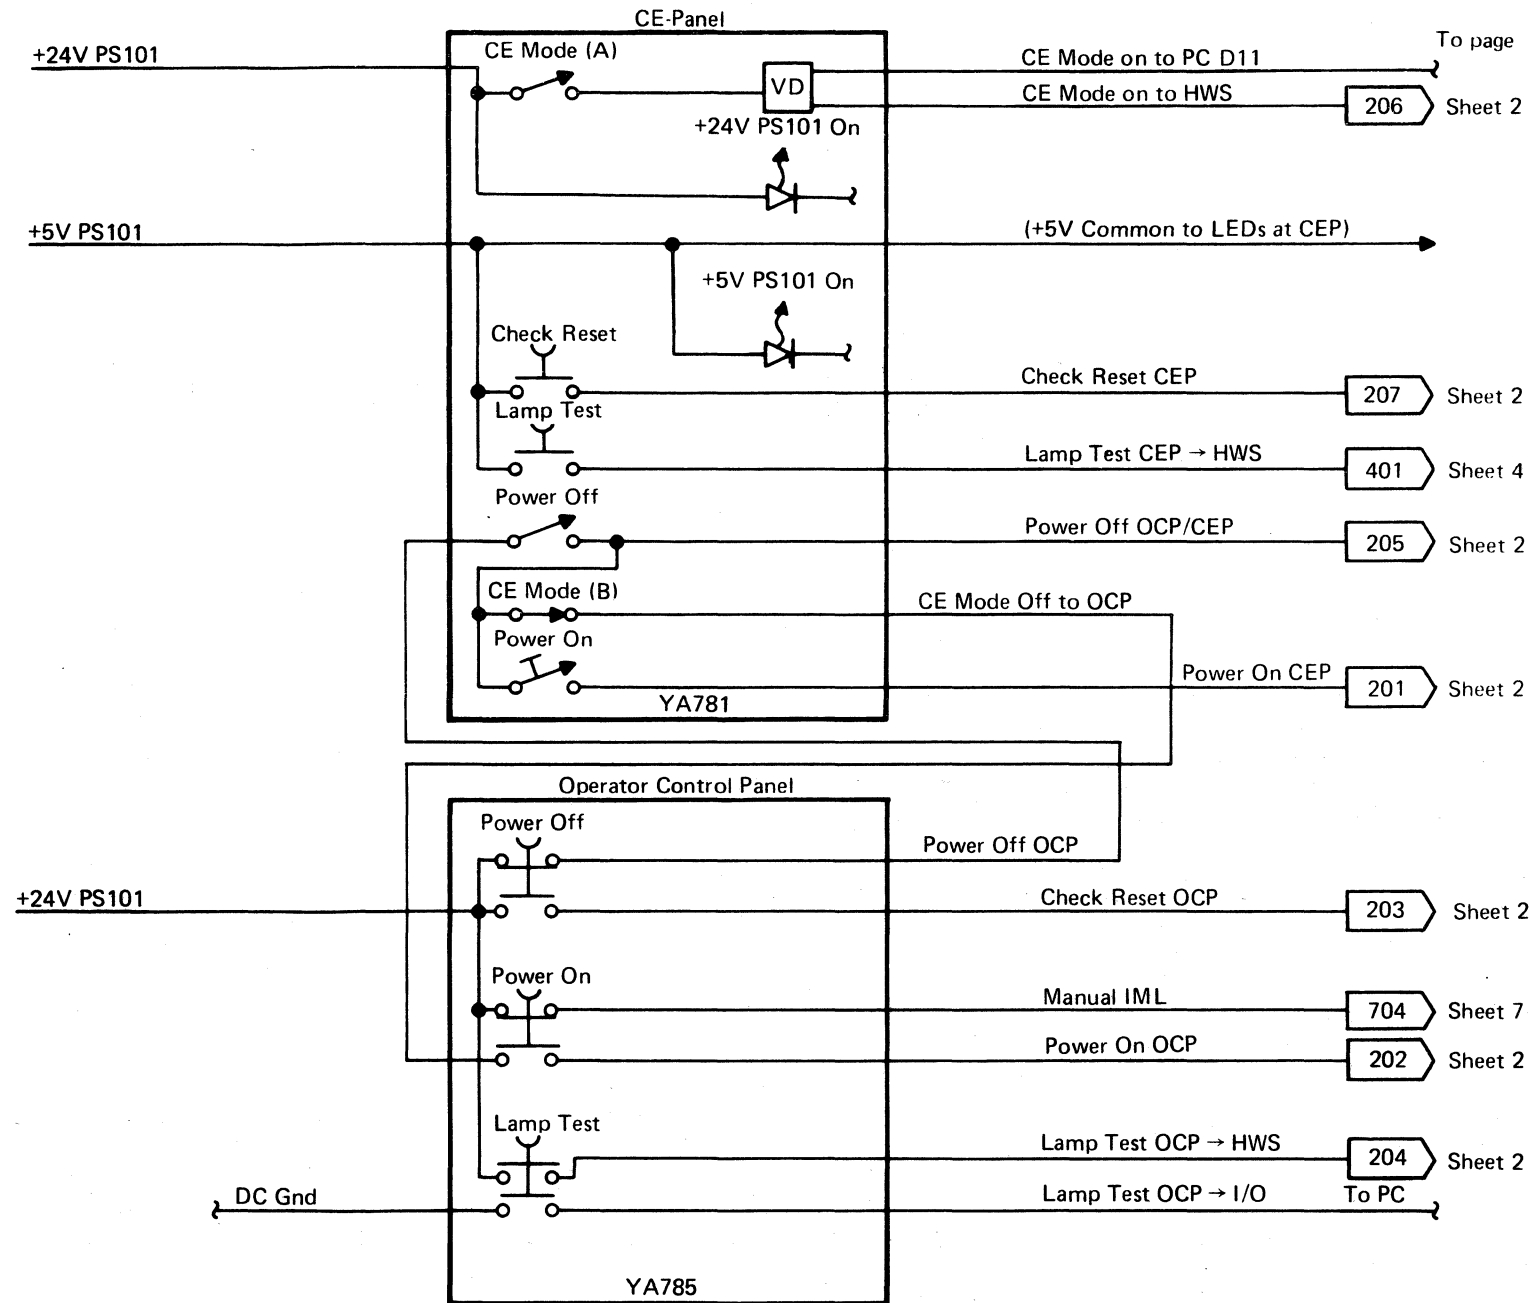 CE-Panel
To page
+24V PS101
CE Mode (A)
VD
CE Mode on to PC D11
CE Mode on to HWS
206 Sheet 2
+24V PS101 On
+5V PS101
(+5V Common to LEDs at CEP)
+5V PS101 On
Check Reset
Check Reset CEP
207 Sheet 2
Lamp Test
Lamp Test CEP → HWS
401 Sheet 4
Power Off
Power Off OCP/CEP
205 Sheet 2
CE Mode (B)
CE Mode Off to OCP
Power On
Power On CEP
201 Sheet 2
YA781
Operator Control Panel
Power Off
Power Off OCP
+24V PS101
Check Reset OCP
203 Sheet 2
Power On
Manual IML
704 Sheet 7
Power On OCP
202 Sheet 2
Lamp Test
Lamp Test OCP → HWS
204 Sheet 2
DC Gnd
Lamp Test OCP → I/O
To PC
YA785